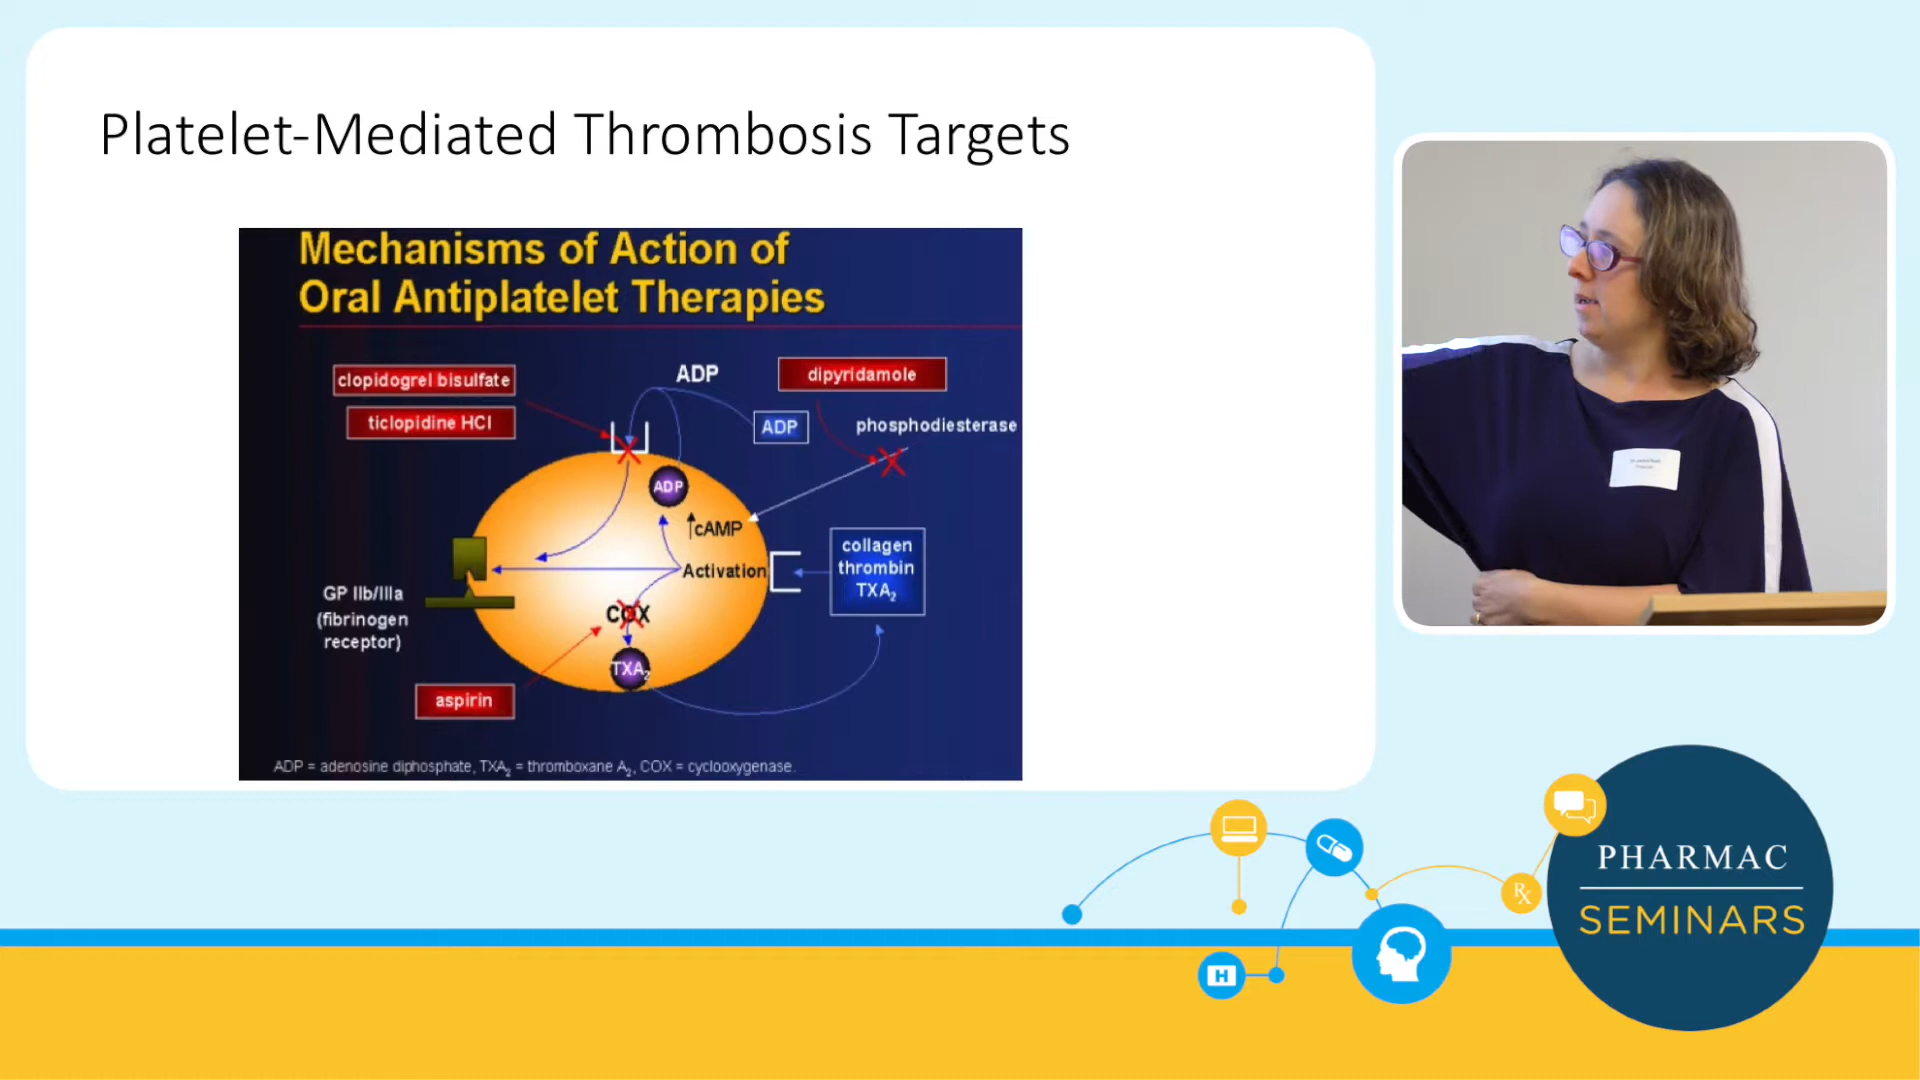 Platelet-Mediated Thrombosis Targets
Mechanisms of Action of
Oral Antiplatelet Therapies
clopidogrel bisulfate
ticlopidine HCl
ADP
dipyridamole
ADP
phosphodiesterase
ADP
↑cAMP
Activation
collagen
thrombin
TXA₂
GP IIb/IIIa
(fibrinogen
receptor)
COX
TXA₂
aspirin
ADP = adenosine diphosphate, TXA₂ = thromboxane A₂, COX = cyclooxygenase.
H
Rx
PHARMAC
SEMINARS